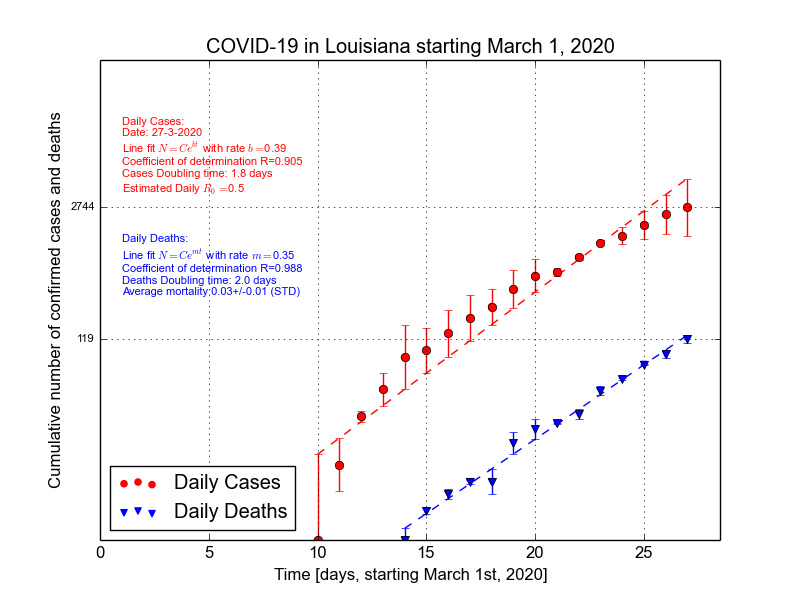 COVID-19 in Louisiana starting March 1, 2020
Cumulative number of confirmed cases and deaths
Daily Cases:
Date: 27-3-2020
Line fit N = Ce^{bt} with rate b =0.39
Coefficient of determination R=0.905
Cases Doubling time: 1.8 days
Estimated Daily R_0 =0.5
2744
Daily Deaths:
Line fit N = Ce^{mt} with rate m =0.35
Coefficient of determination R=0.988
Deaths Doubling time: 2.0 days
Average mortality:0.03+/-0.01 (STD)
119
Daily Cases
Daily Deaths
0 5 10 15 20 25
Time [days, starting March 1st, 2020]